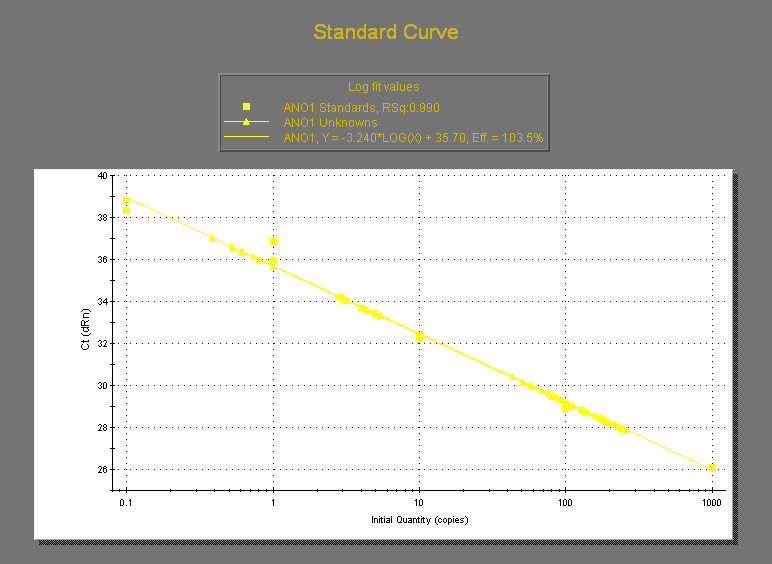 Standard Curve
Log fit values
ANO1 Standards, RSq:0.990
ANO1 Unknowns
ANO1, Y = -3.240*LOG(X) + 35.70, Eff. = 103.5%
40
38
36
34
32
30
28
26
Ct (dRn)
0.1 1 10 100 1000
Initial Quantity (copies)